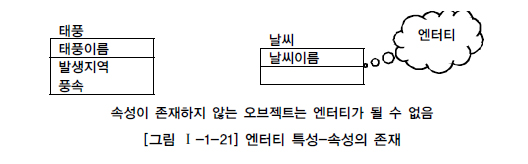 태풍
태풍이름
발생지역
풍속
날씨
날씨이름
엔터티
속성이 존재하지 않는 오브젝트는 엔터티가 될 수 없음
[그림 Ⅰ-1-21] 엔터티 특성-속성의 존재